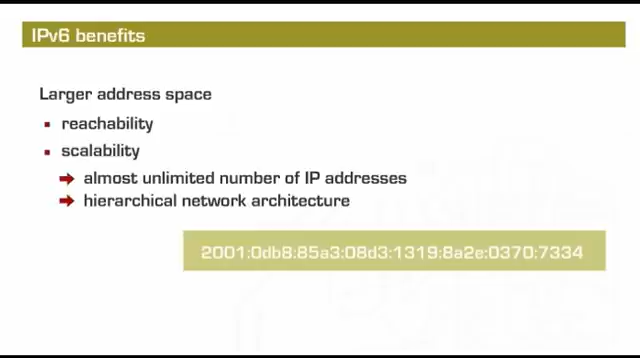 IPv6 benefits
Larger address space
reachability
scalability
almost unlimited number of IP addresses
hierarchical network architecture
2001:0db8:85a3:08d3:1319:8a2e:0370:7334